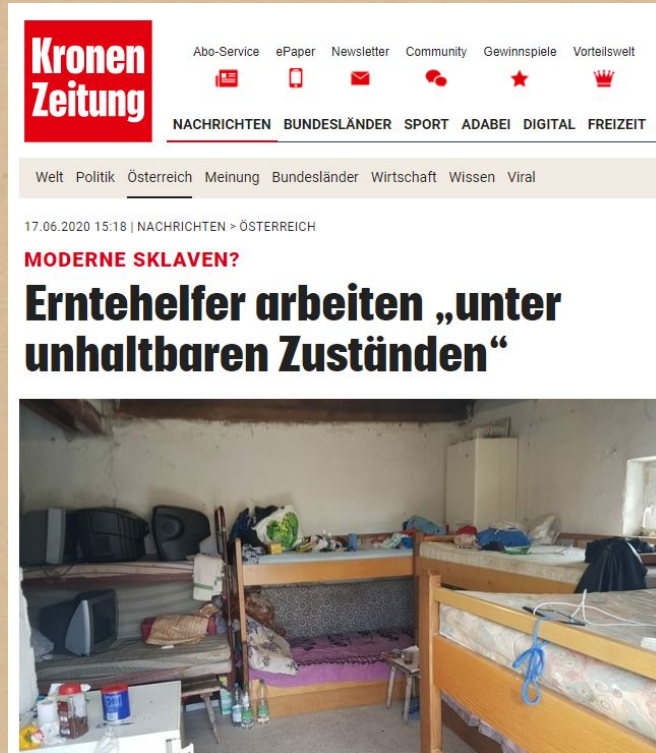 Kronen
Zeitung
Abo-Service ePaper Newsletter Community Gewinnspiele Vorteilswelt
NACHRICHTEN BUNDESLÄNDER SPORT ADABEI DIGITAL FREIZEIT
Welt Politik Österreich Meinung Bundesländer Wirtschaft Wissen Viral
17.06.2020 15:18 | NACHRICHTEN > ÖSTERREICH
MODERNE SKLAVEN?
Erntehelfer arbeiten „unter
unhaltbaren Zuständen“